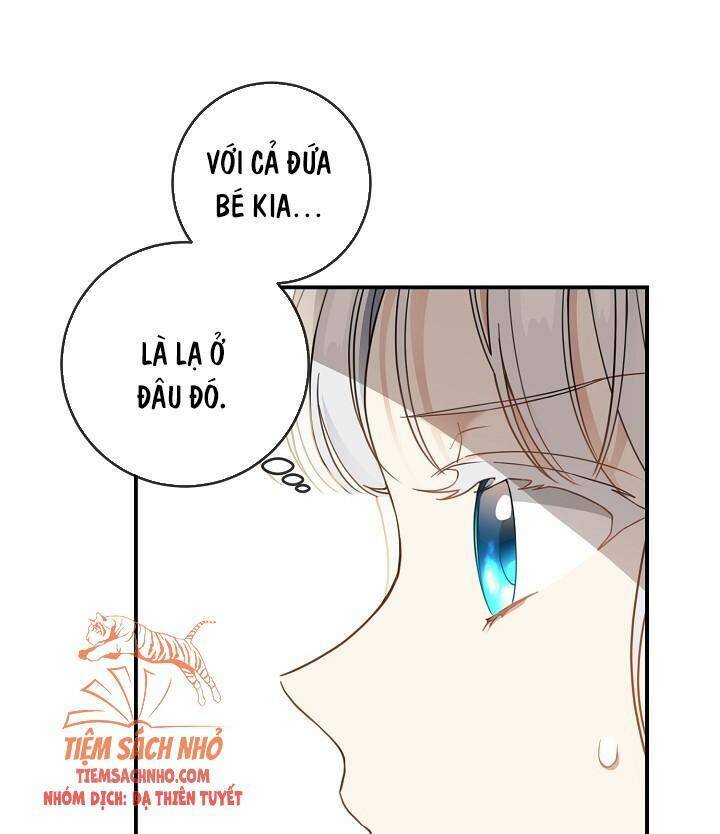 VỚI CẢ ĐỨA
BÉ KIA...
LÀ LẠ Ở
ĐÂU ĐÓ.
TIỆM SÁCH NHỎ
TIEMSACHNHO.COM
NHÓM DỊCH: DẠ THIÊN TUYẾT